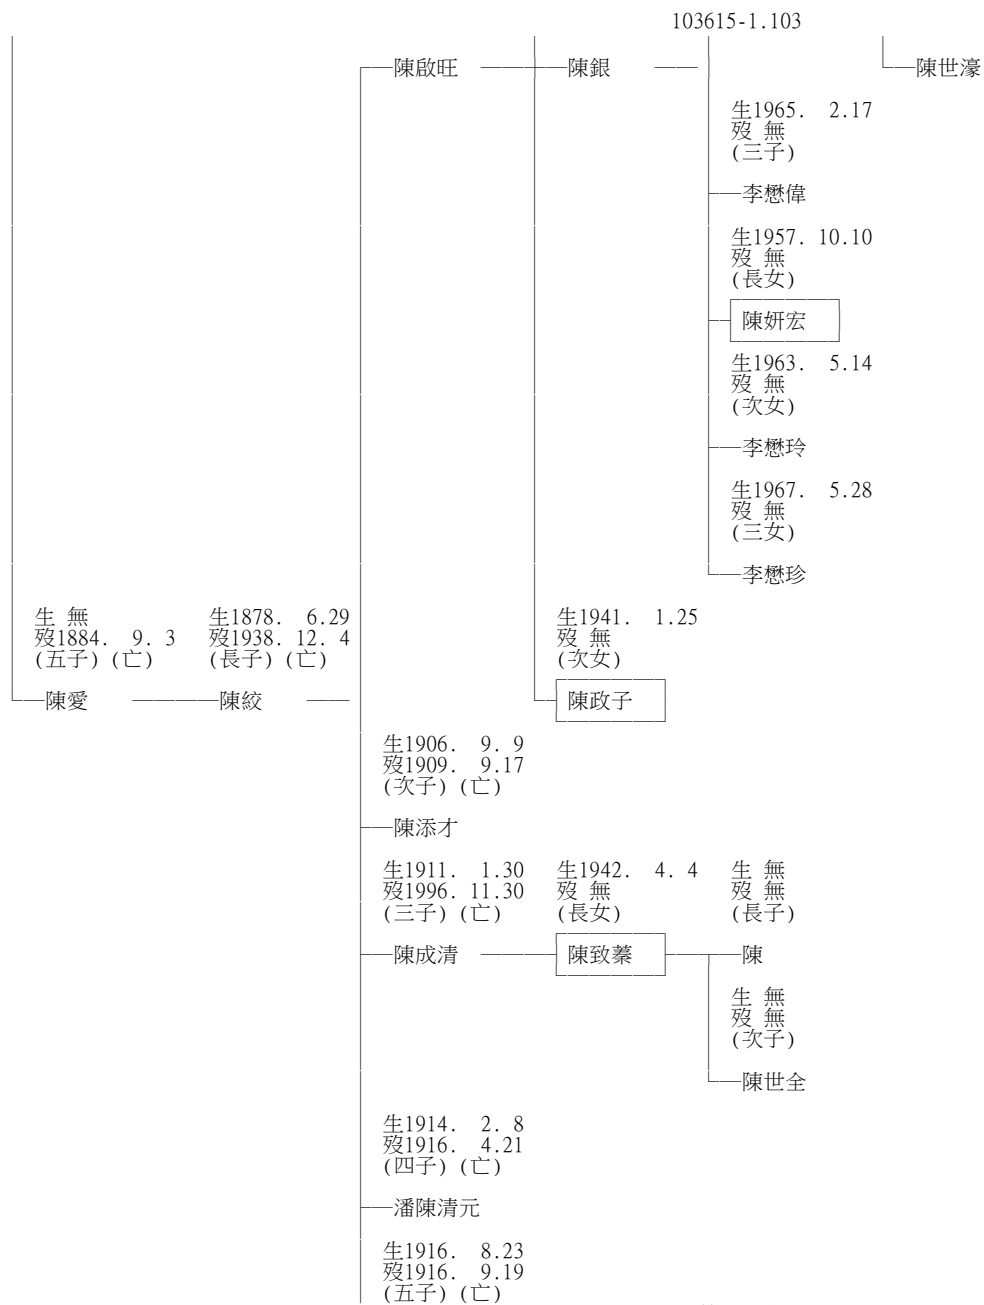 103615-1.103
陳啟旺 陳銀 陳世濠
生1965. 2.17
歿 無
(三子)
李懋偉
生1957. 10.10
歿 無
(長女)
陳妍宏
生1963. 5.14
歿 無
(次女)
李懋玲
生1967. 5.28
歿 無
(三女)
李懋珍
生 無 生1878. 6.29 生1941. 1.25
歿1884. 9. 3 歿1938. 12. 4 歿 無
(五子) (亡) (長子) (亡) (次女)
陳愛 陳絞 陳政子
生1906. 9. 9
歿1909. 9.17
(次子) (亡)
陳添才
生1911. 1.30 生1942. 4. 4 生 無
歿1996. 11.30 歿 無 歿 無
(三子) (亡) (長女) (長子)
陳成清 陳致蓁 陳
生 無
歿 無
(次子)
陳世全
生1914. 2. 8
歿1916. 4.21
(四子) (亡)
潘陳清元
生1916. 8.23
歿1916. 9.19
(五子) (亡)